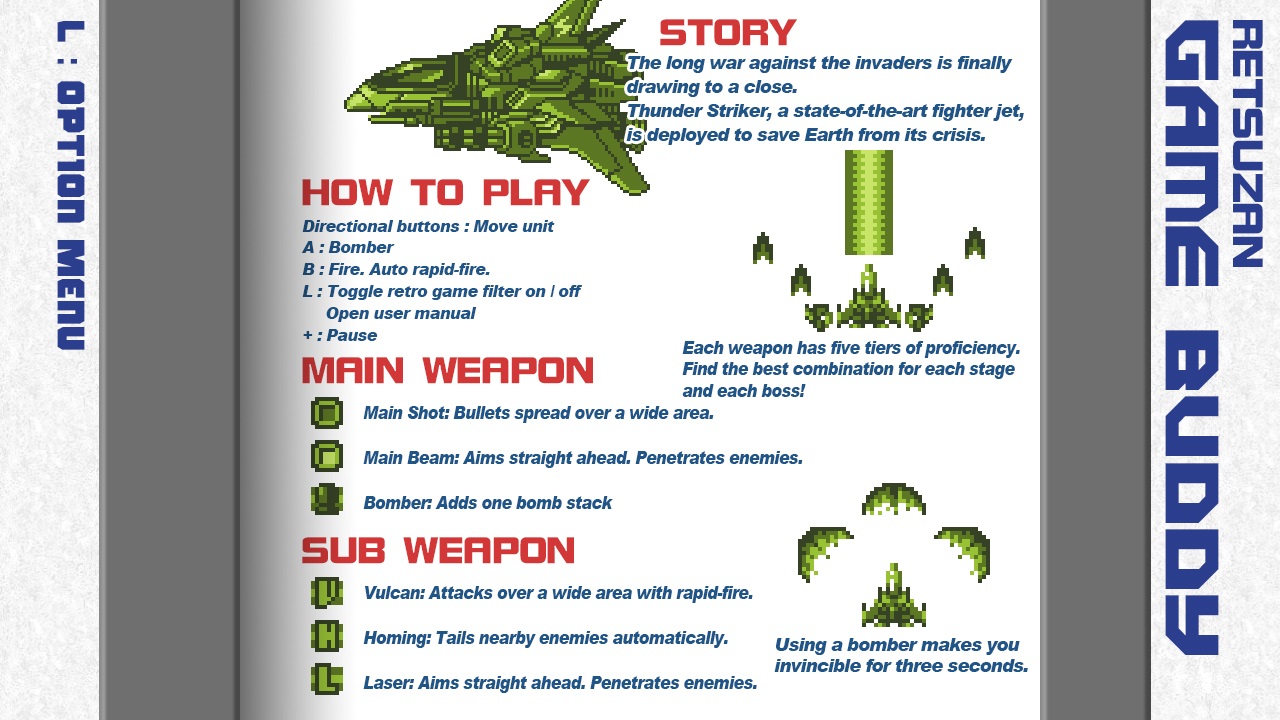 L : OPTION MENU
STORY
The long war against the invaders is finally
drawing to a close.
Thunder Striker, a state-of-the-art fighter jet,
is deployed to save Earth from its crisis.
HOW TO PLAY
Directional buttons : Move unit
A : Bomber
B : Fire. Auto rapid-fire.
L : Toggle retro game filter on / off
Open user manual
+ : Pause
Each weapon has five tiers of proficiency.
Find the best combination for each stage
and each boss!
MAIN WEAPON
Main Shot: Bullets spread over a wide area.
Main Beam: Aims straight ahead. Penetrates enemies.
Bomber: Adds one bomb stack
SUB WEAPON
V
Vulcan: Attacks over a wide area with rapid-fire.
H
Homing: Tails nearby enemies automatically.
L
Laser: Aims straight ahead. Penetrates enemies.
Using a bomber makes you
invincible for three seconds.
RETSUZAN
GAME BUDDY